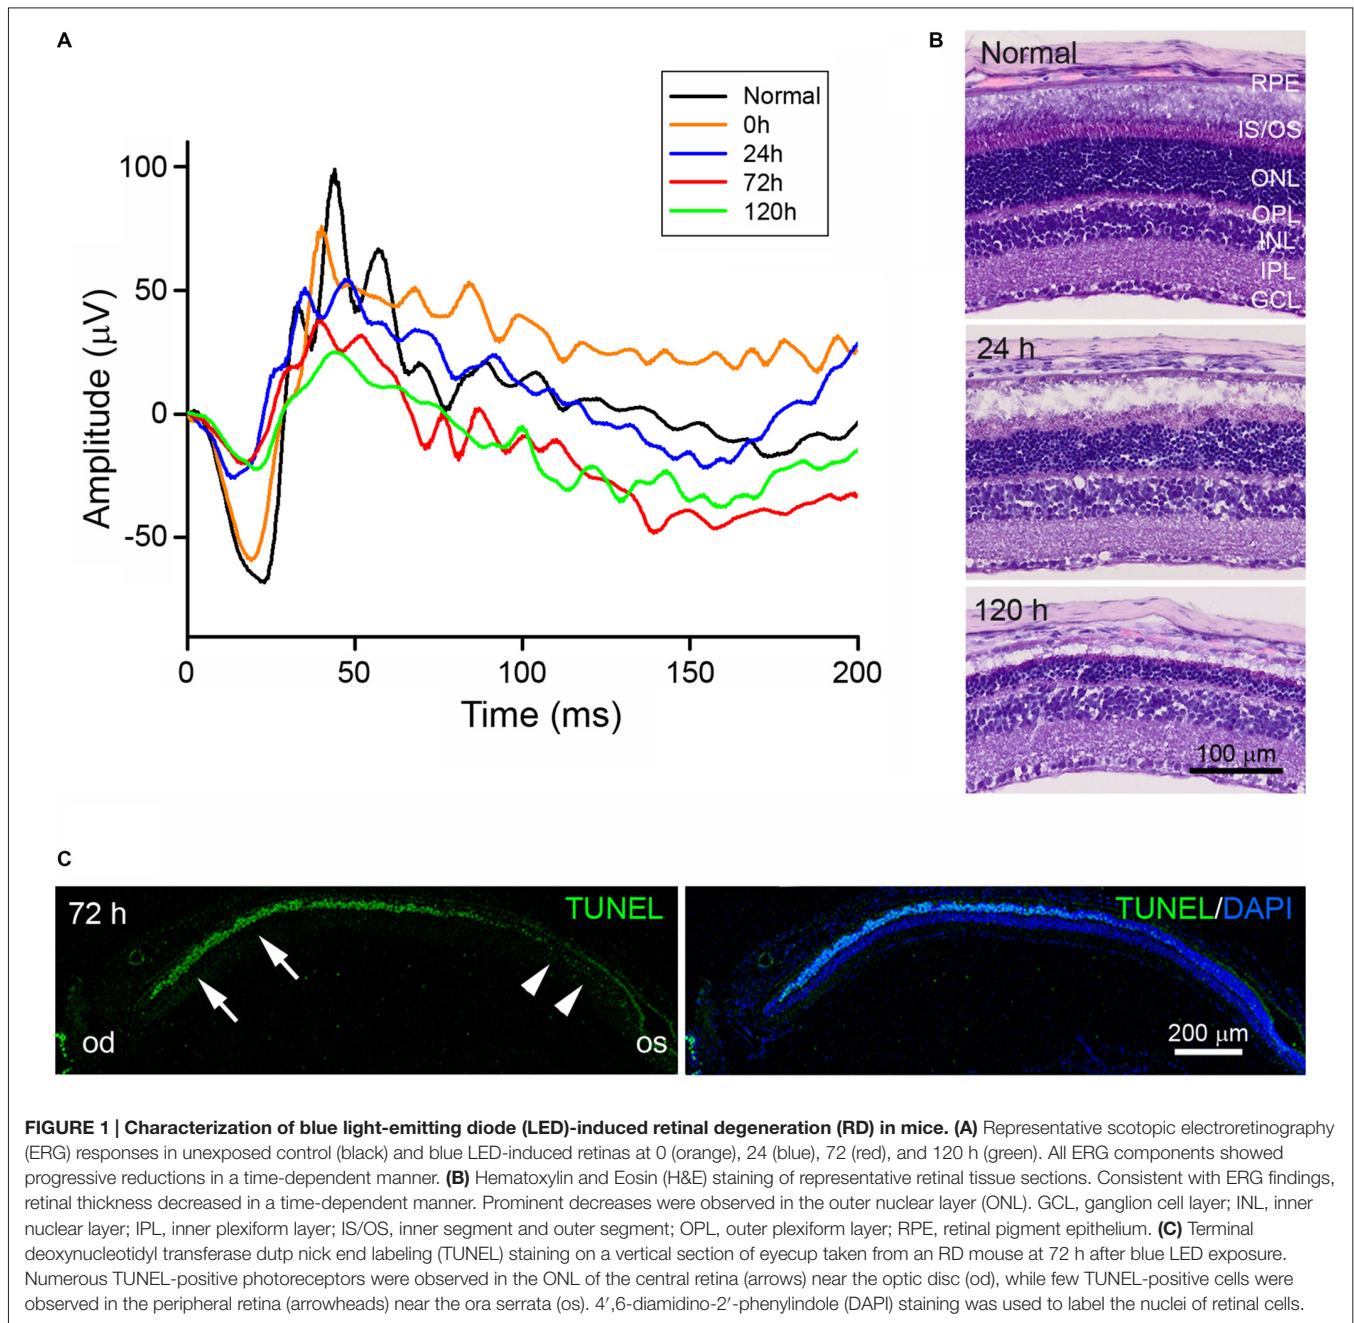 A
B
Normal
0h
24h
72h
120h
100
50
0
-50
Amplitude (μV)
0
50
100
150
200
Time (ms)
Normal
RPE
IS/OS
ONL
OPL
INL
IPL
GCL
24 h
120 h
100 μm
C
72 h
TUNEL
od
os
TUNEL/DAPI
200 μm
FIGURE 1 | Characterization of blue light-emitting diode (LED)-induced retinal degeneration (RD) in mice. (A) Representative scotopic electroretinography
(ERG) responses in unexposed control (black) and blue LED-induced retinas at 0 (orange), 24 (blue), 72 (red), and 120 h (green). All ERG components showed
progressive reductions in a time-dependent manner. (B) Hematoxylin and Eosin (H&E) staining of representative retinal tissue sections. Consistent with ERG findings,
retinal thickness decreased in a time-dependent manner. Prominent decreases were observed in the outer nuclear layer (ONL). GCL, ganglion cell layer; INL, inner
nuclear layer; IPL, inner plexiform layer; IS/OS, inner segment and outer segment; OPL, outer plexiform layer; RPE, retinal pigment epithelium. (C) Terminal
deoxynucleotidyl transferase dutp nick end labeling (TUNEL) staining on a vertical section of eyecup taken from an RD mouse at 72 h after blue LED exposure.
Numerous TUNEL-positive photoreceptors were observed in the ONL of the central retina (arrows) near the optic disc (od), while few TUNEL-positive cells were
observed in the peripheral retina (arrowheads) near the ora serrata (os). 4′,6-diamidino-2′-phenylindole (DAPI) staining was used to label the nuclei of retinal cells.